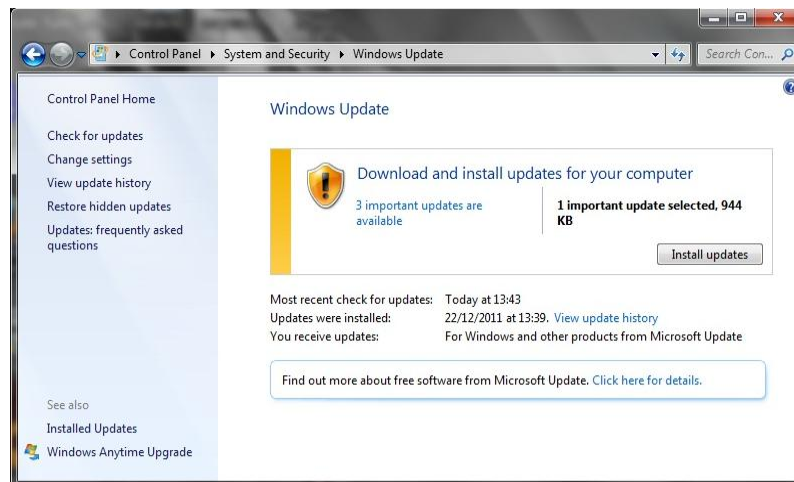 Control Panel ▸ System and Security ▸ Windows Update
Search Con...
Control Panel Home
Check for updates
Change settings
View update history
Restore hidden updates
Updates: frequently asked
questions
See also
Installed Updates
Windows Anytime Upgrade
Windows Update
Download and install updates for your computer
3 important updates are
available
1 important update selected, 944
KB
Install updates
Most recent check for updates: Today at 13:43
Updates were installed: 22/12/2011 at 13:39. View update history
You receive updates: For Windows and other products from Microsoft Update
Find out more about free software from Microsoft Update. Click here for details.